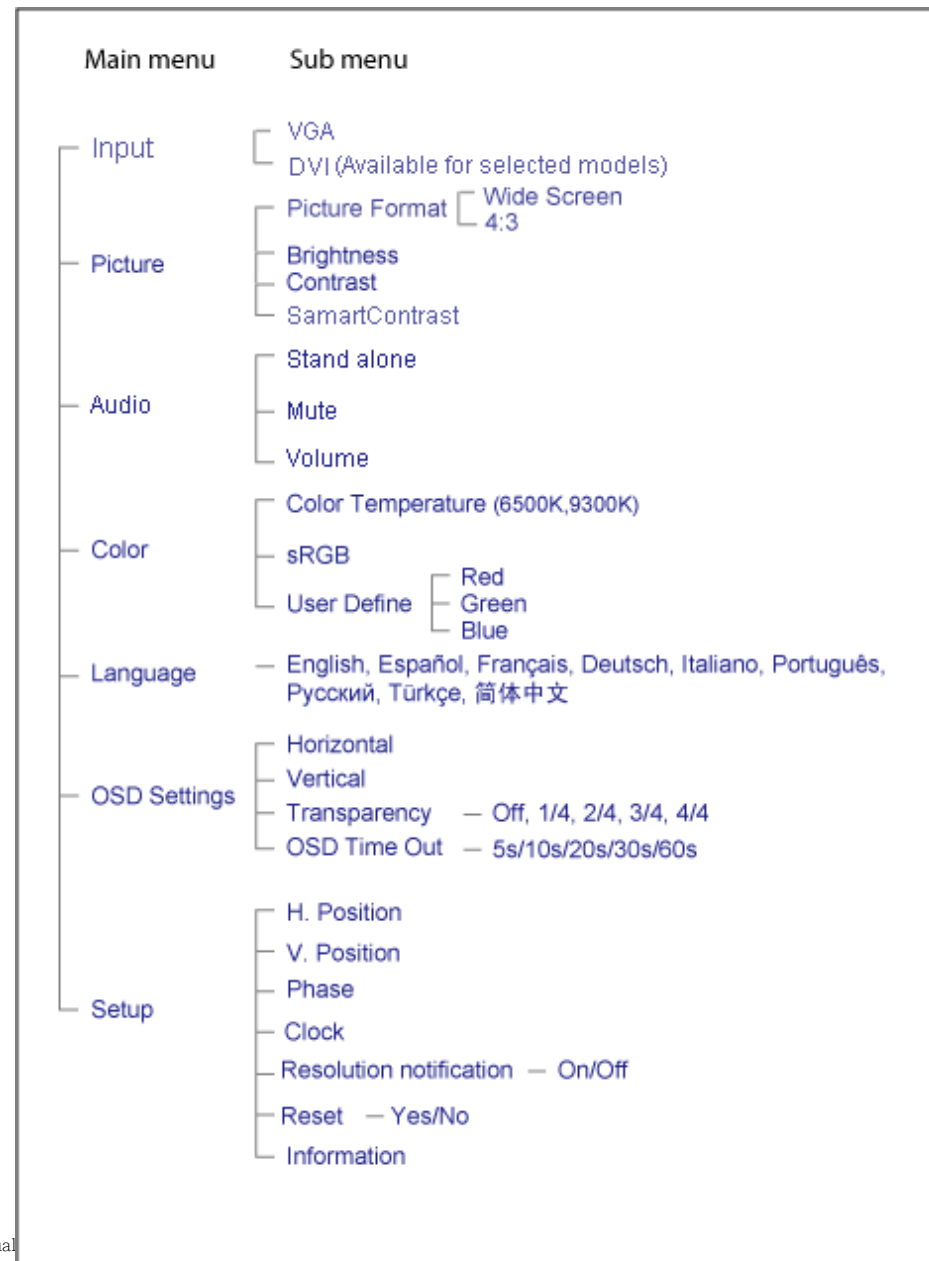 Main menu Sub menu
Input
VGA
DVI (Available for selected models)
Picture
Picture Format
Wide Screen
4:3
Brightness
Contrast
SamartContrast
Audio
Stand alone
Mute
Volume
Color
Color Temperature (6500K,9300K)
sRGB
User Define
Red
Green
Blue
Language
English, Español, Français, Deutsch, Italiano, Português,
Русский, Türkçe, 简体中文
OSD Settings
Horizontal
Vertical
Transparency — Off, 1/4, 2/4, 3/4, 4/4
OSD Time Out — 5s/10s/20s/30s/60s
Setup
H. Position
V. Position
Phase
Clock
Resolution notification — On/Off
Reset — Yes/No
Information